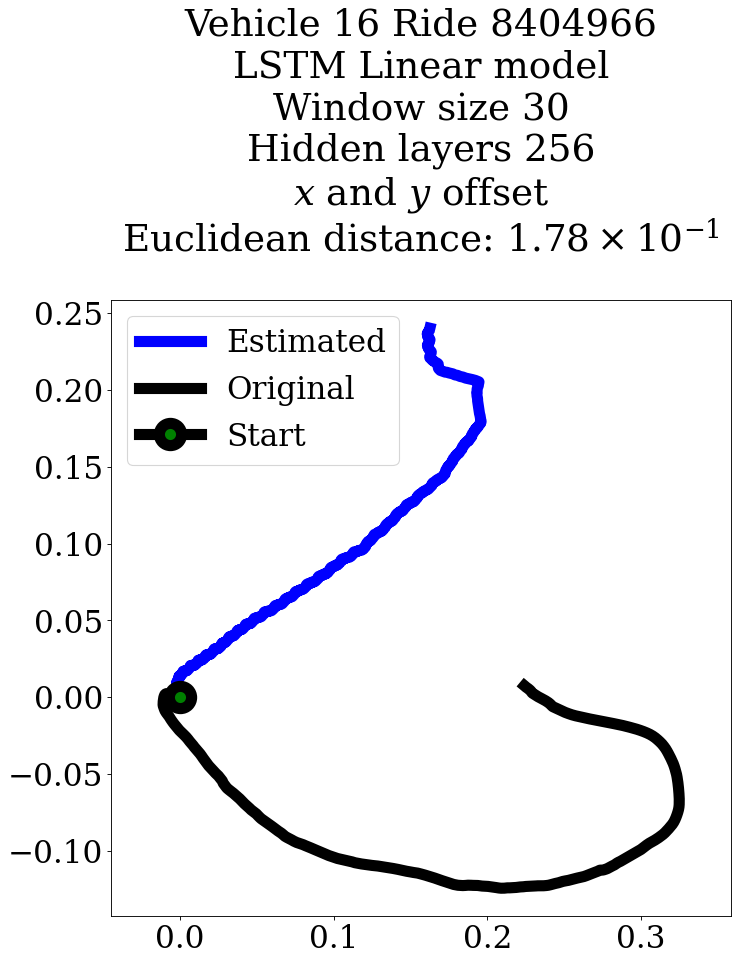 Vehicle 16 Ride 8404966
LSTM Linear model
Window size 30
Hidden layers 256
x and y offset
Euclidean distance: 1.78 × 10⁻¹
0.25
0.20
0.15
0.10
0.05
0.00
−0.05
−0.10
Estimated
Original
Start
0.0 0.1 0.2 0.3